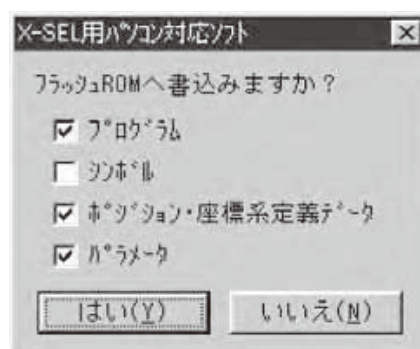 X-SEL用ﾊﾟｿｺﾝ対応ｿﾌﾄ
ﾌﾗｯｼｭROMへ書込みますか？
ﾌﾟﾛｸﾞﾗﾑ
ｼﾝﾎﾞﾙ
ﾎﾟｼﾞｼｮﾝ・座標系定義ﾃﾞｰﾀ
ﾊﾟﾗﾒｰﾀ
はい(Y)
いいえ(N)